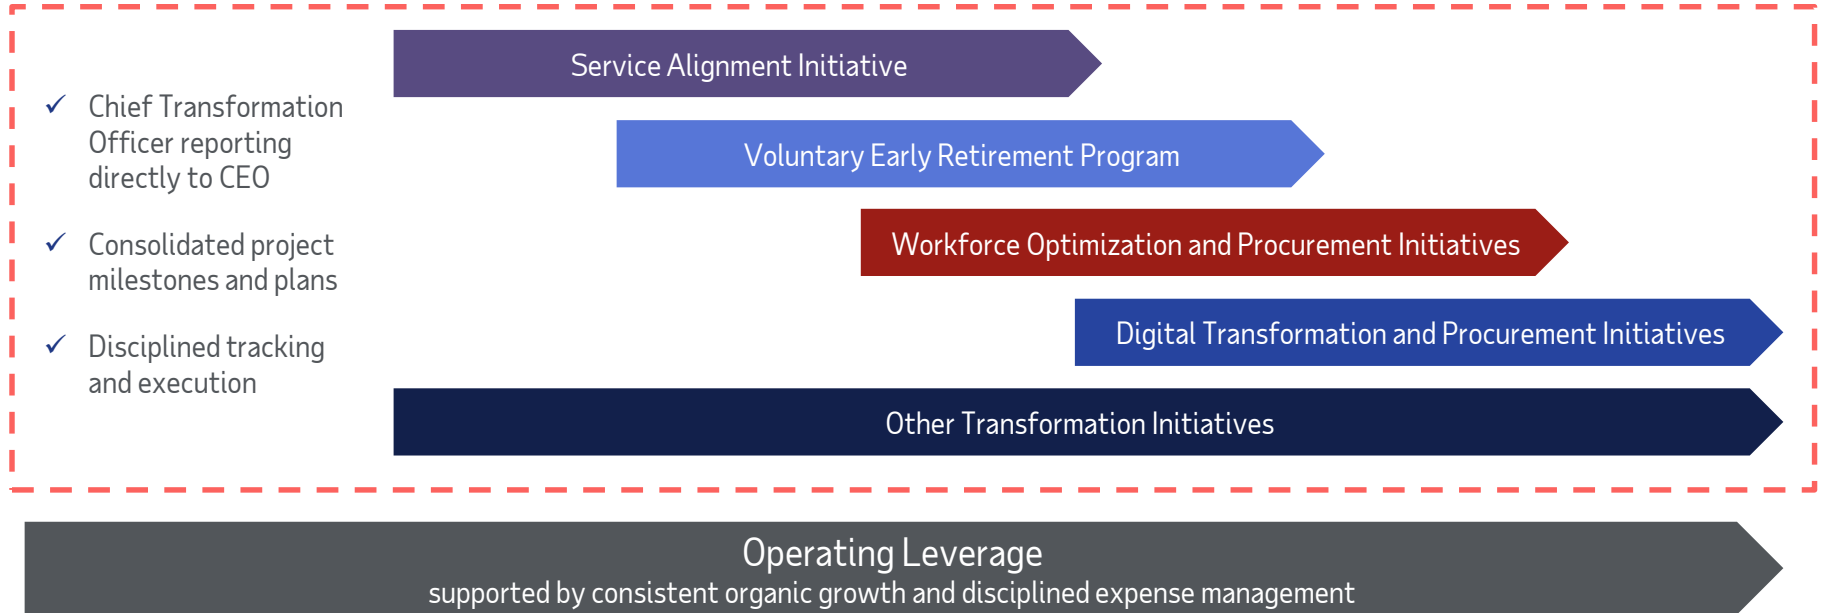 ✓ Chief Transformation
Officer reporting
directly to CEO
✓ Consolidated project
milestones and plans
✓ Disciplined tracking
and execution
Service Alignment Initiative
Voluntary Early Retirement Program
Workforce Optimization and Procurement Initiatives
Digital Transformation and Procurement Initiatives
Other Transformation Initiatives
Operating Leverage
supported by consistent organic growth and disciplined expense management